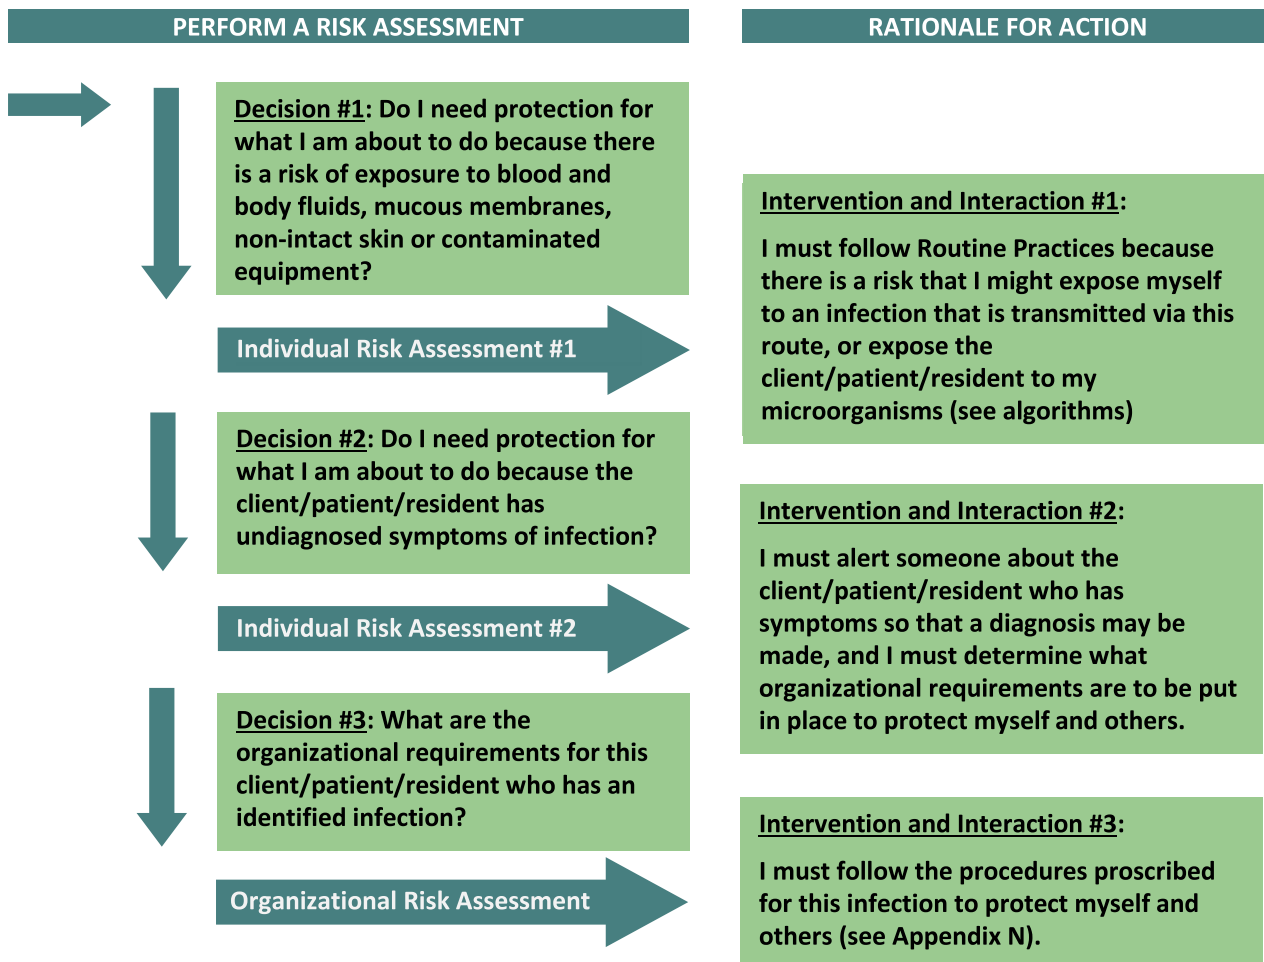 PERFORM A RISK ASSESSMENT
RATIONALE FOR ACTION
Decision #1: Do I need protection for
what I am about to do because there
is a risk of exposure to blood and
body fluids, mucous membranes,
non-intact skin or contaminated
equipment?
Individual Risk Assessment #1
Intervention and Interaction #1:
I must follow Routine Practices because
there is a risk that I might expose myself
to an infection that is transmitted via this
route, or expose the
client/patient/resident to my
microorganisms (see algorithms)
Decision #2: Do I need protection for
what I am about to do because the
client/patient/resident has
undiagnosed symptoms of infection?
Individual Risk Assessment #2
Intervention and Interaction #2:
I must alert someone about the
client/patient/resident who has
symptoms so that a diagnosis may be
made, and I must determine what
organizational requirements are to be put
in place to protect myself and others.
Decision #3: What are the
organizational requirements for this
client/patient/resident who has an
identified infection?
Organizational Risk Assessment
Intervention and Interaction #3:
I must follow the procedures proscribed
for this infection to protect myself and
others (see Appendix N).